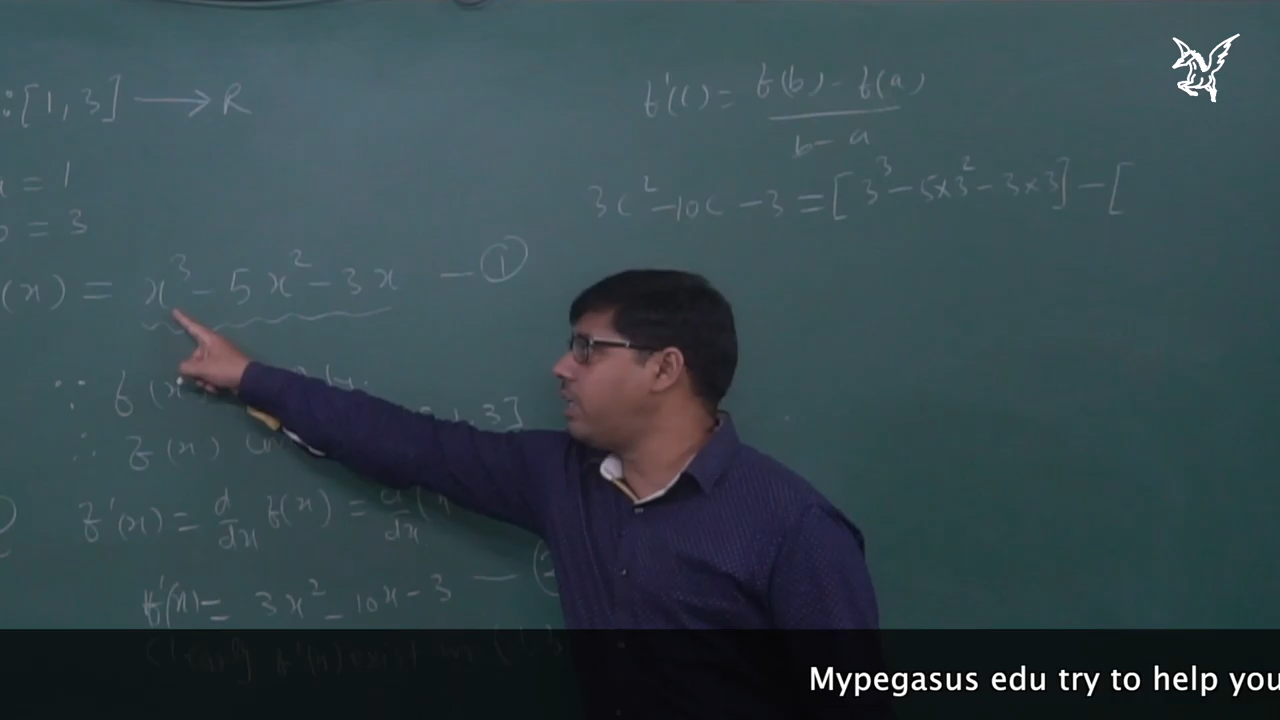 :[1, 3] ⟶ R
a = 1
b = 3
(x) = x³ - 5x² - 3x - ①
∵ f(x
, 3]
∴ f(x)
f'(x) = d/dx f(x) = d/dx (
f'(x) = 3x² - 10x - 3 - (2
f'(c) = f(b) - f(a) / b - a
3c² - 10c - 3 = [3³ - 5×3² - 3×3] - [
Mypegasus edu try to help you